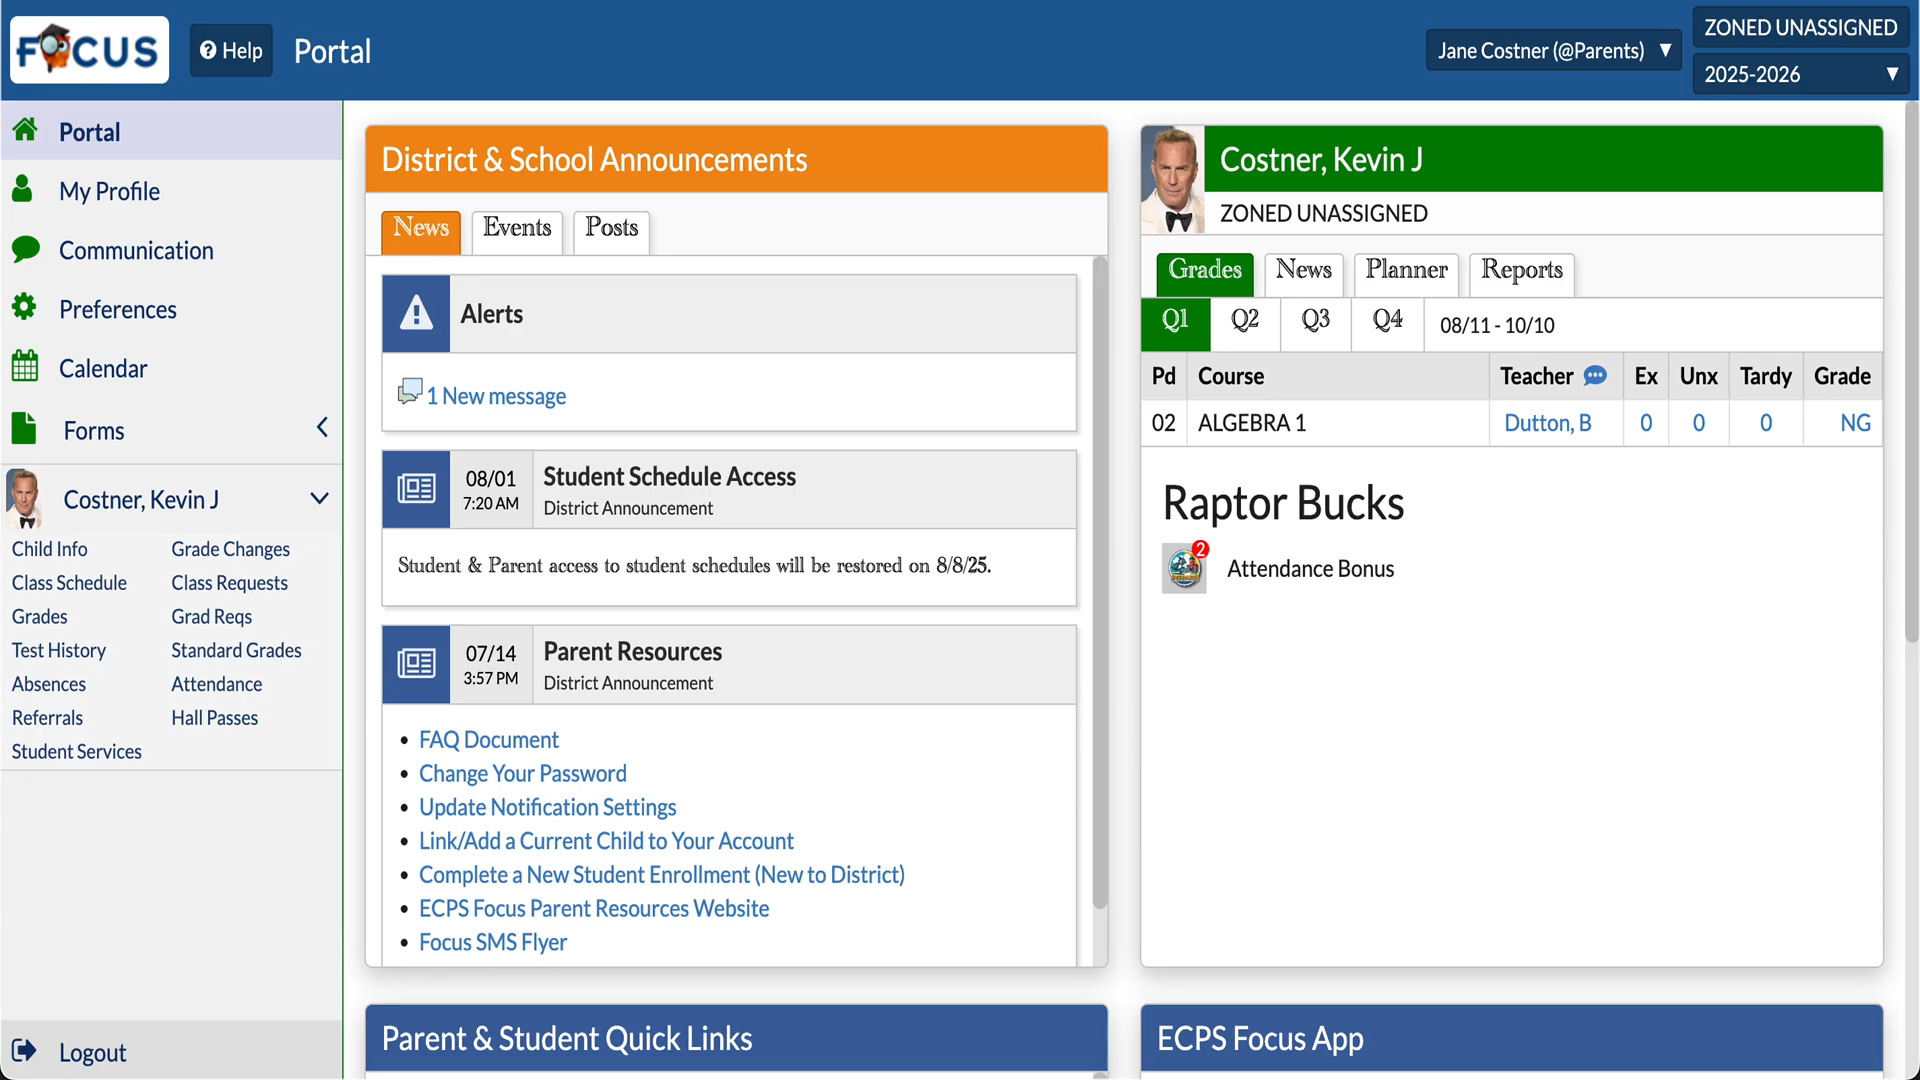 FOCUS
Help
Portal
Jane Costner (@Parents) ▼
ZONED UNASSIGNED
2025-2026 ▼
Portal
My Profile
Communication
Preferences
Calendar
Forms
Costner, Kevin J
Child Info Grade Changes
Class Schedule Class Requests
Grades Grad Reqs
Test History Standard Grades
Absences Attendance
Referrals Hall Passes
Student Services
Logout
District & School Announcements
News Events Posts
Alerts
1 New message
08/01
7:20 AM
Student Schedule Access
District Announcement
Student & Parent access to student schedules will be restored on 8/8/25.
07/14
3:57 PM
Parent Resources
District Announcement
• FAQ Document
• Change Your Password
• Update Notification Settings
• Link/Add a Current Child to Your Account
• Complete a New Student Enrollment (New to District)
• ECPS Focus Parent Resources Website
• Focus SMS Flyer
Parent & Student Quick Links
Costner, Kevin J
ZONED UNASSIGNED
Grades News Planner Reports
Q1 Q2 Q3 Q4 08/11 - 10/10
Pd Course Teacher Ex Unx Tardy Grade
02 ALGEBRA 1 Dutton, B 0 0 0 NG
Raptor Bucks
2
Attendance Bonus
ECPS Focus App